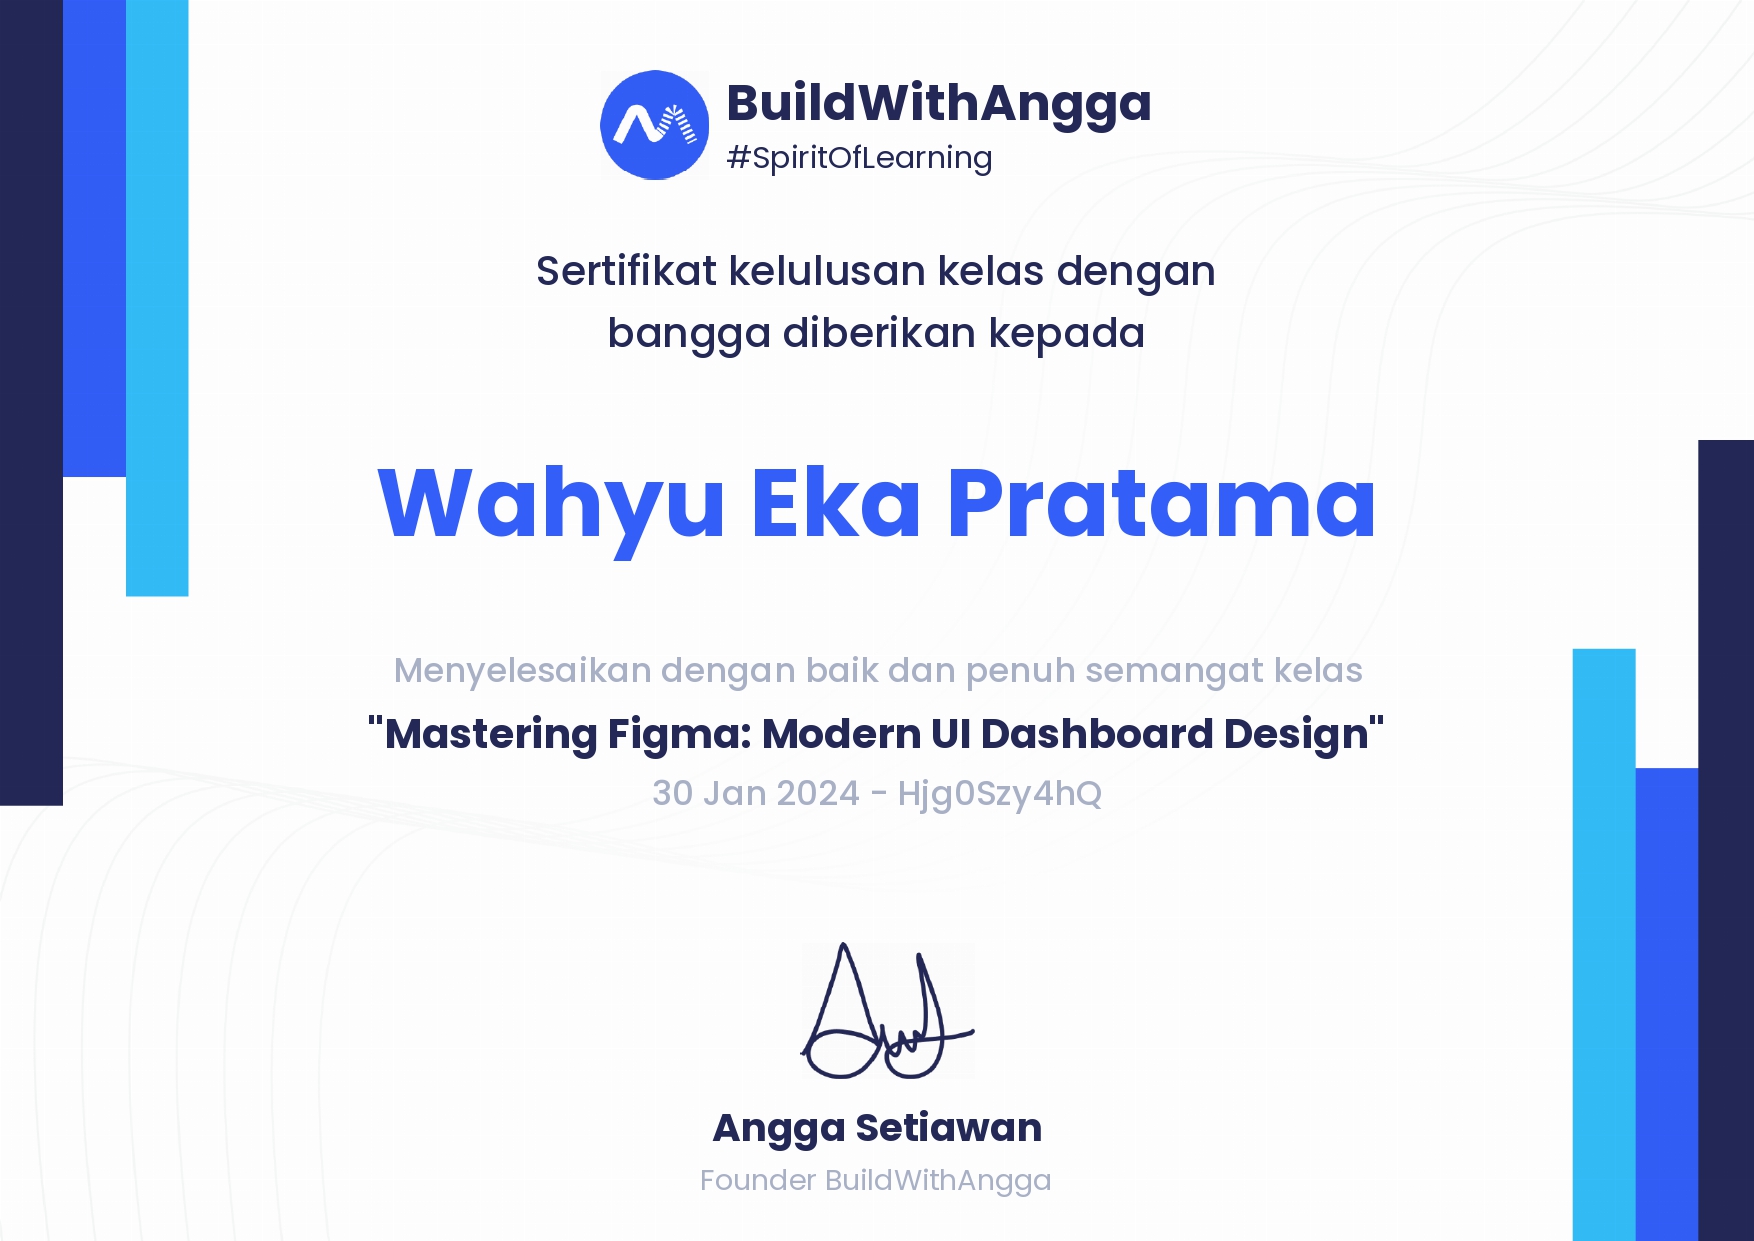 BuildWithAngga
#SpiritOfLearning
Sertifikat kelulusan kelas dengan
bangga diberikan kepada
Wahyu Eka Pratama
Menyelesaikan dengan baik dan penuh semangat kelas
"Mastering Figma: Modern UI Dashboard Design"
30 Jan 2024 - Hjg0Szy4hQ
Angga Setiawan
Founder BuildWithAngga